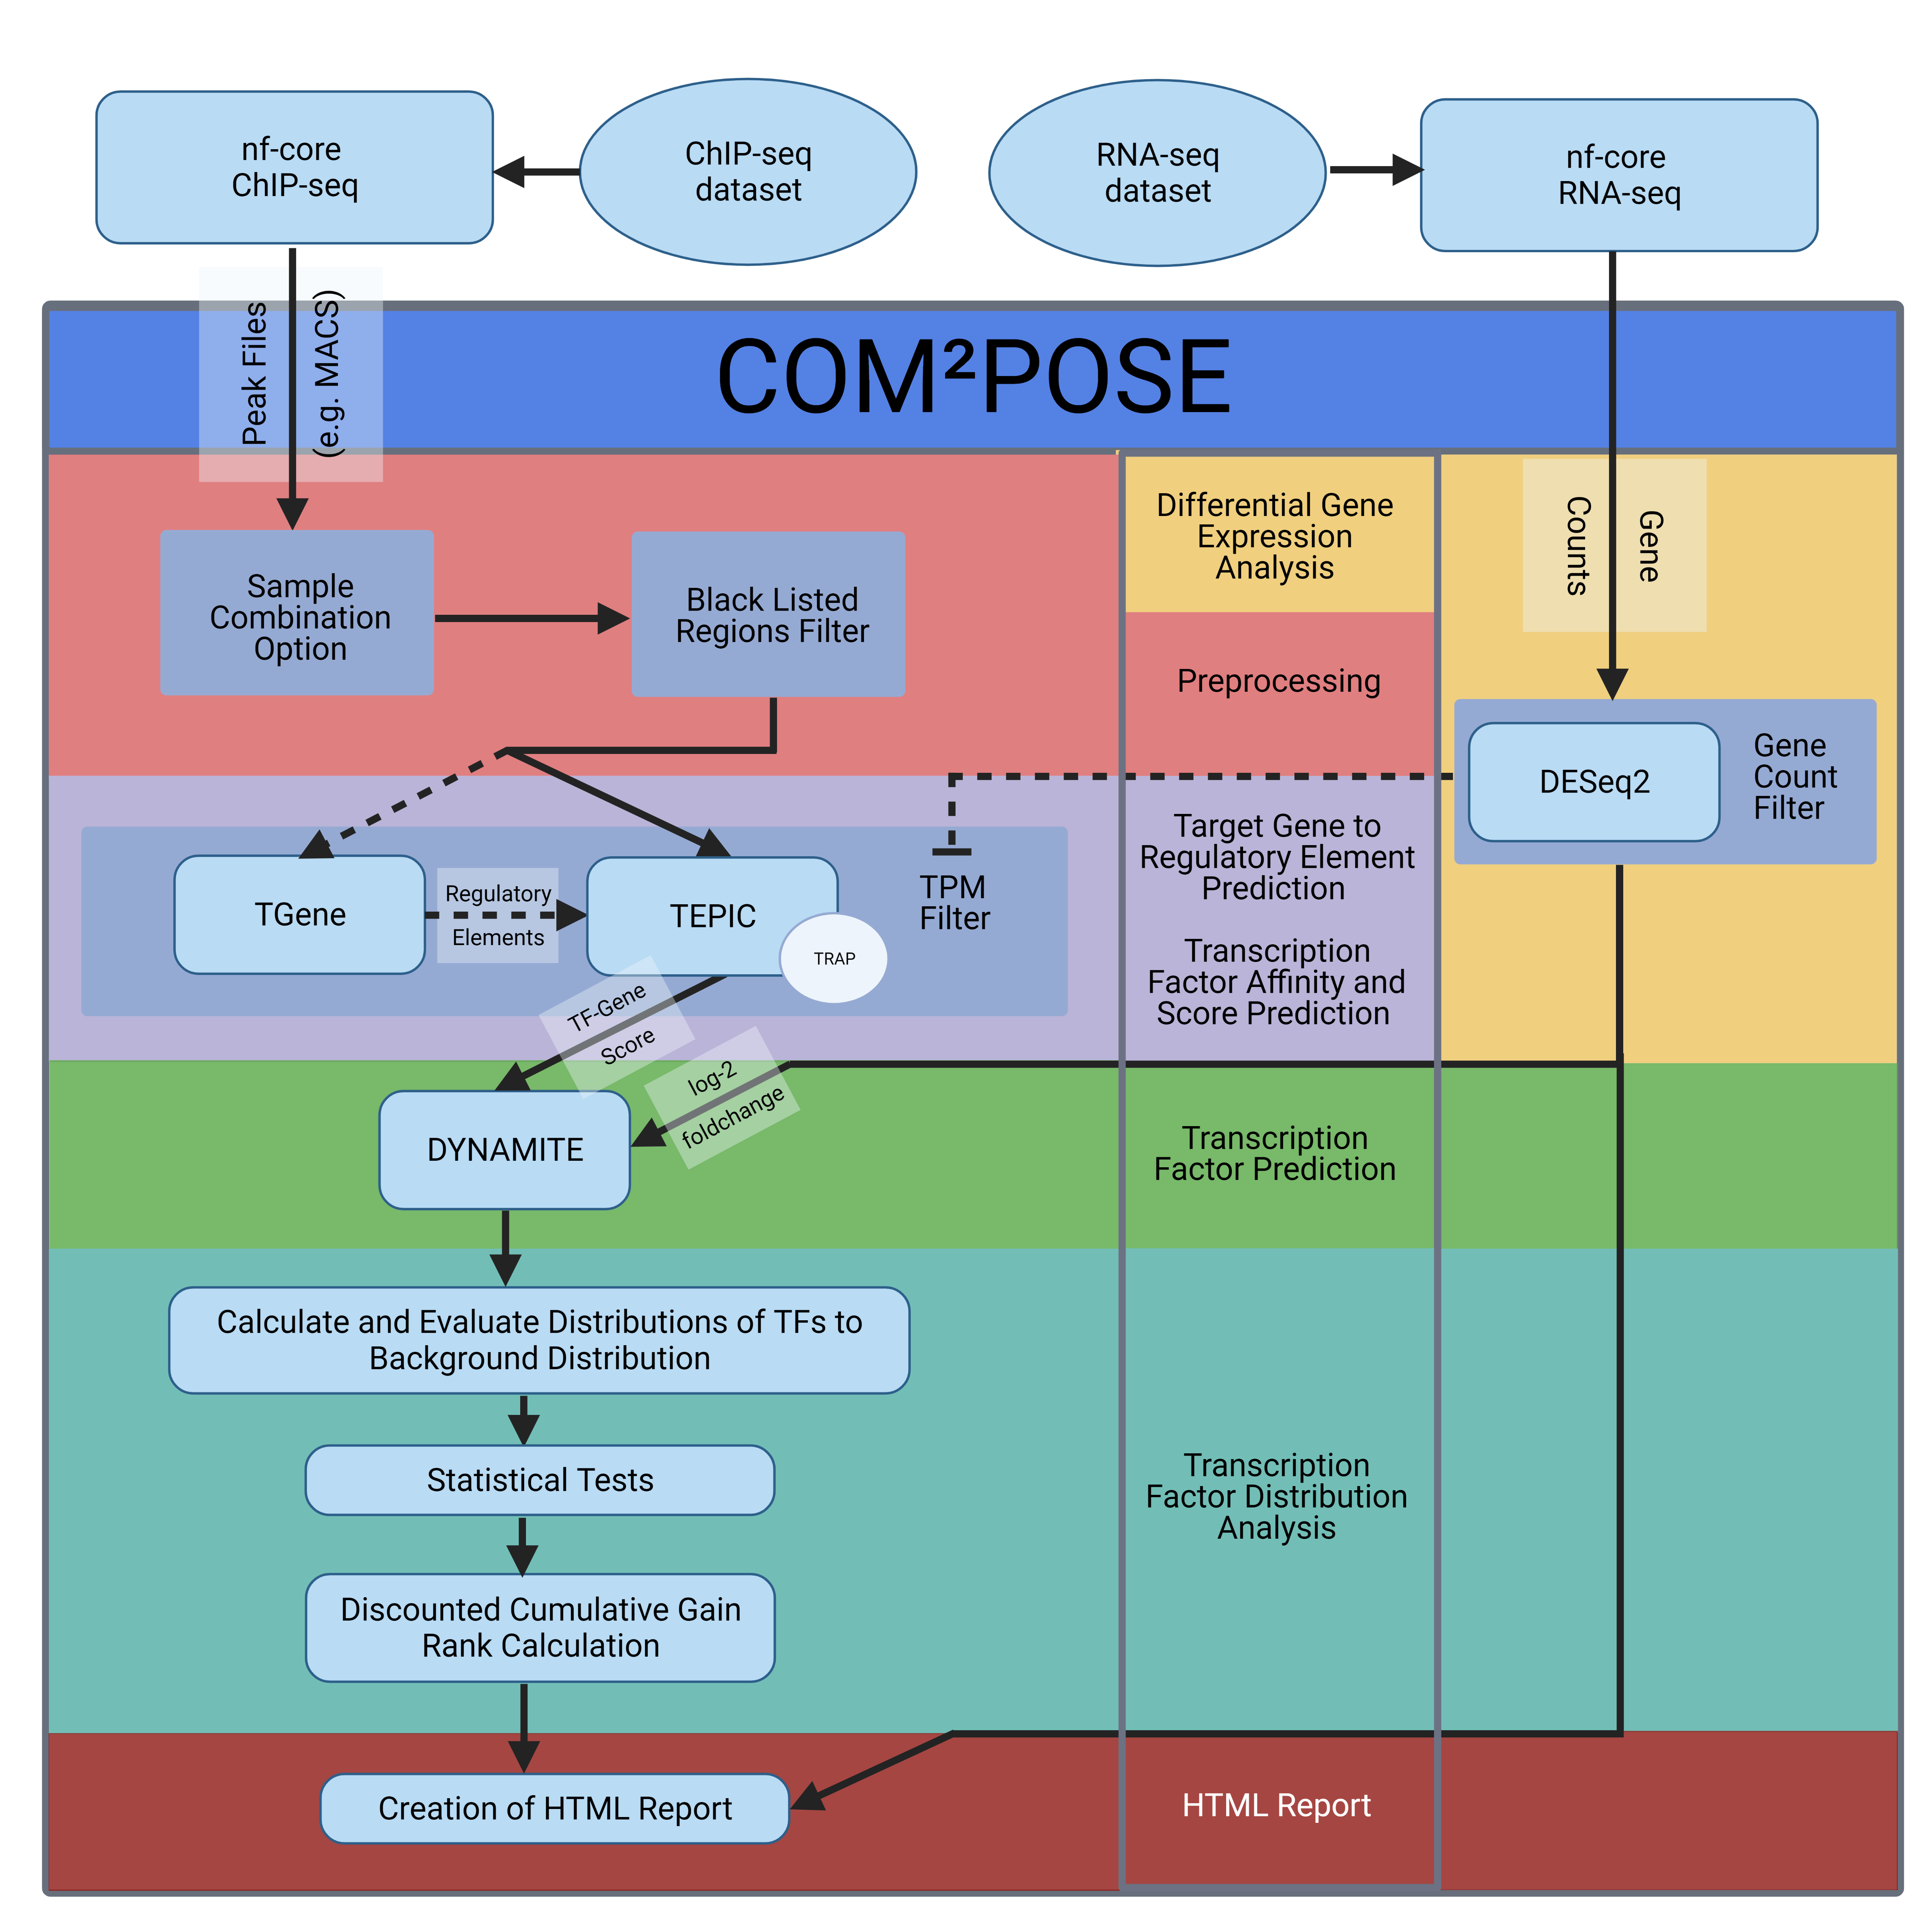 nf-core
ChIP-seq
ChIP-seq
dataset
RNA-seq
dataset
nf-core
RNA-seq
Peak Files
(e.g. MACS)
COM²POSE
Sample
Combination
Option
Black Listed
Regions Filter
Differential Gene
Expression
Analysis
Gene
Counts
Preprocessing
DESeq2
Gene
Count
Filter
TGene
Regulatory
Elements
TEPIC
TRAP
TPM
Filter
Target Gene to
Regulatory Element
Prediction
Transcription
Factor Affinity and
Score Prediction
TF-Gene
Score
log-2
foldchange
DYNAMITE
Transcription
Factor Prediction
Calculate and Evaluate Distributions of TFs to
Background Distribution
Statistical Tests
Discounted Cumulative Gain
Rank Calculation
Transcription
Factor Distribution
Analysis
Creation of HTML Report
HTML Report